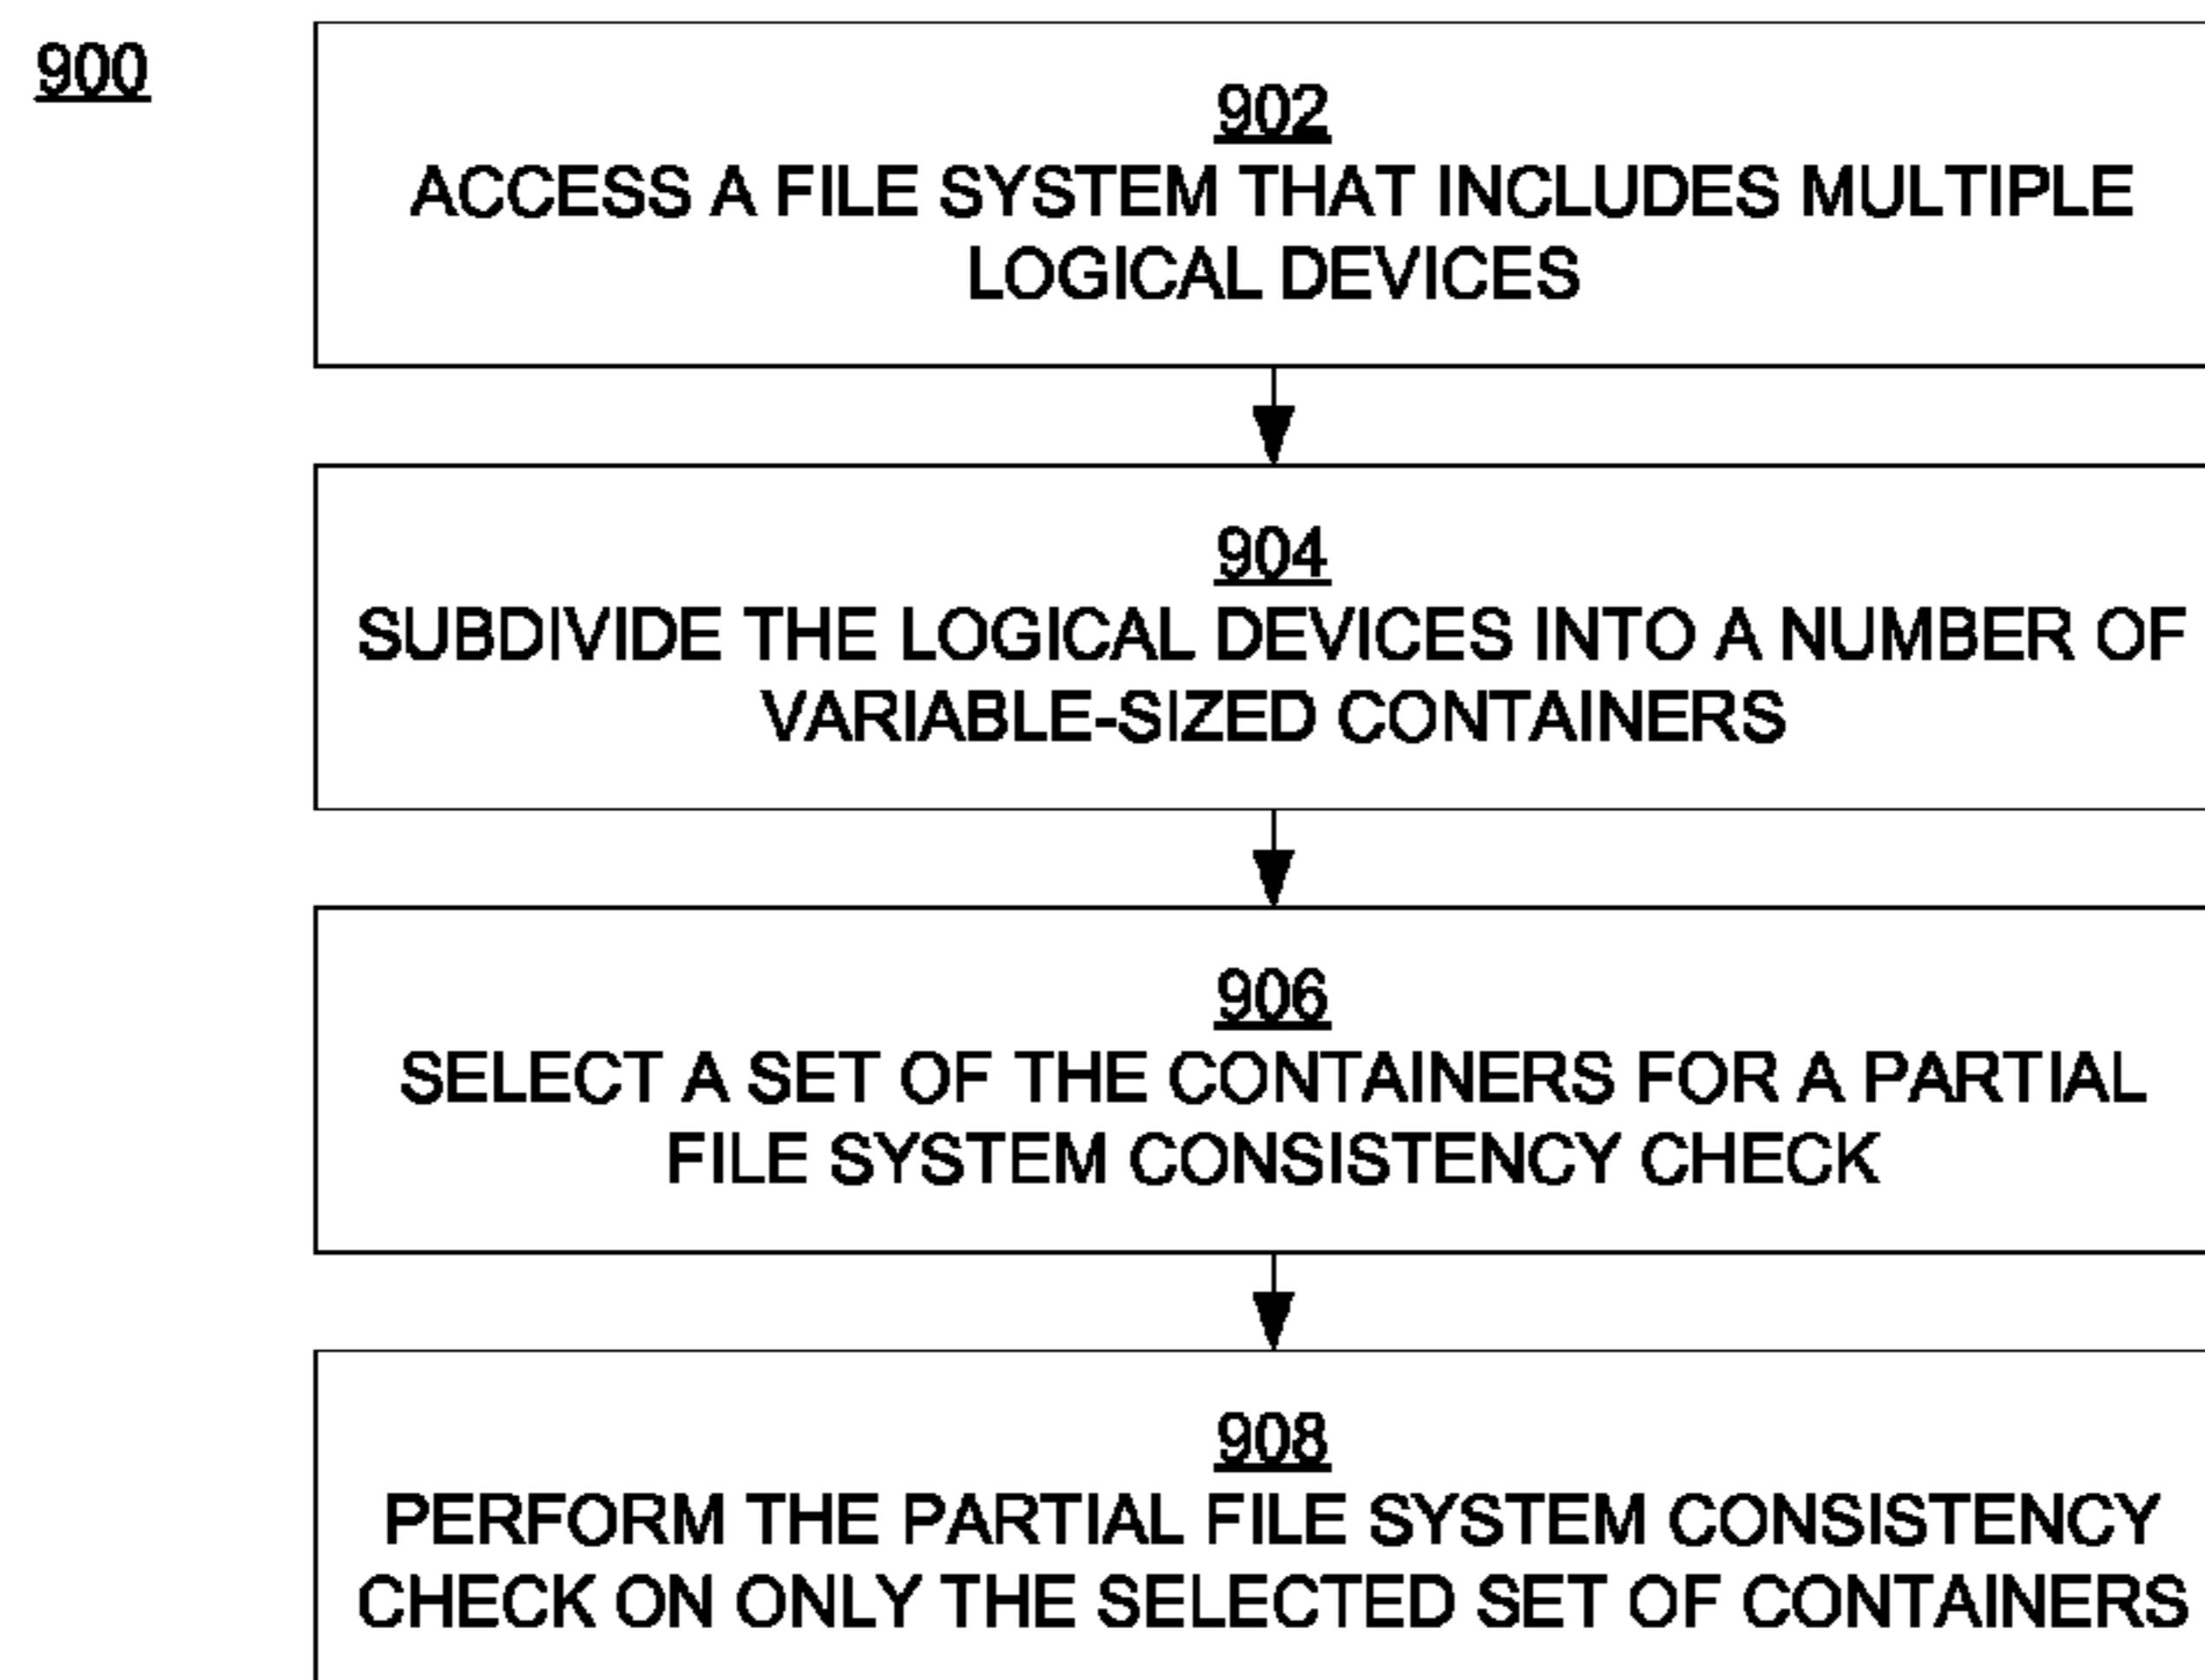 900
902
ACCESS A FILE SYSTEM THAT INCLUDES MULTIPLE
LOGICAL DEVICES
904
SUBDIVIDE THE LOGICAL DEVICES INTO A NUMBER OF
VARIABLE-SIZED CONTAINERS
906
SELECT A SET OF THE CONTAINERS FOR A PARTIAL
FILE SYSTEM CONSISTENCY CHECK
908
PERFORM THE PARTIAL FILE SYSTEM CONSISTENCY
CHECK ON ONLY THE SELECTED SET OF CONTAINERS